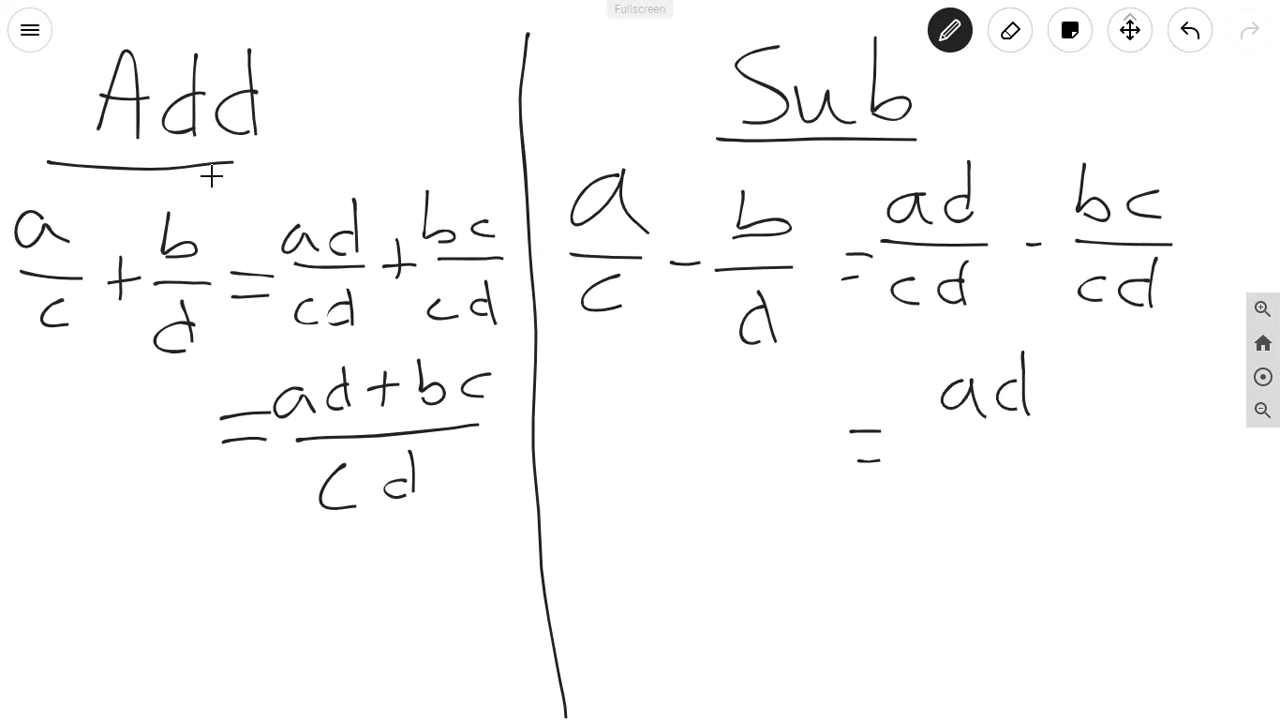 Fullscreen
Add
a/c + b/d = ad/cd + bc/cd
= ad+bc/cd
Sub
a/c - b/d = ad/cd - bc/cd
= ad